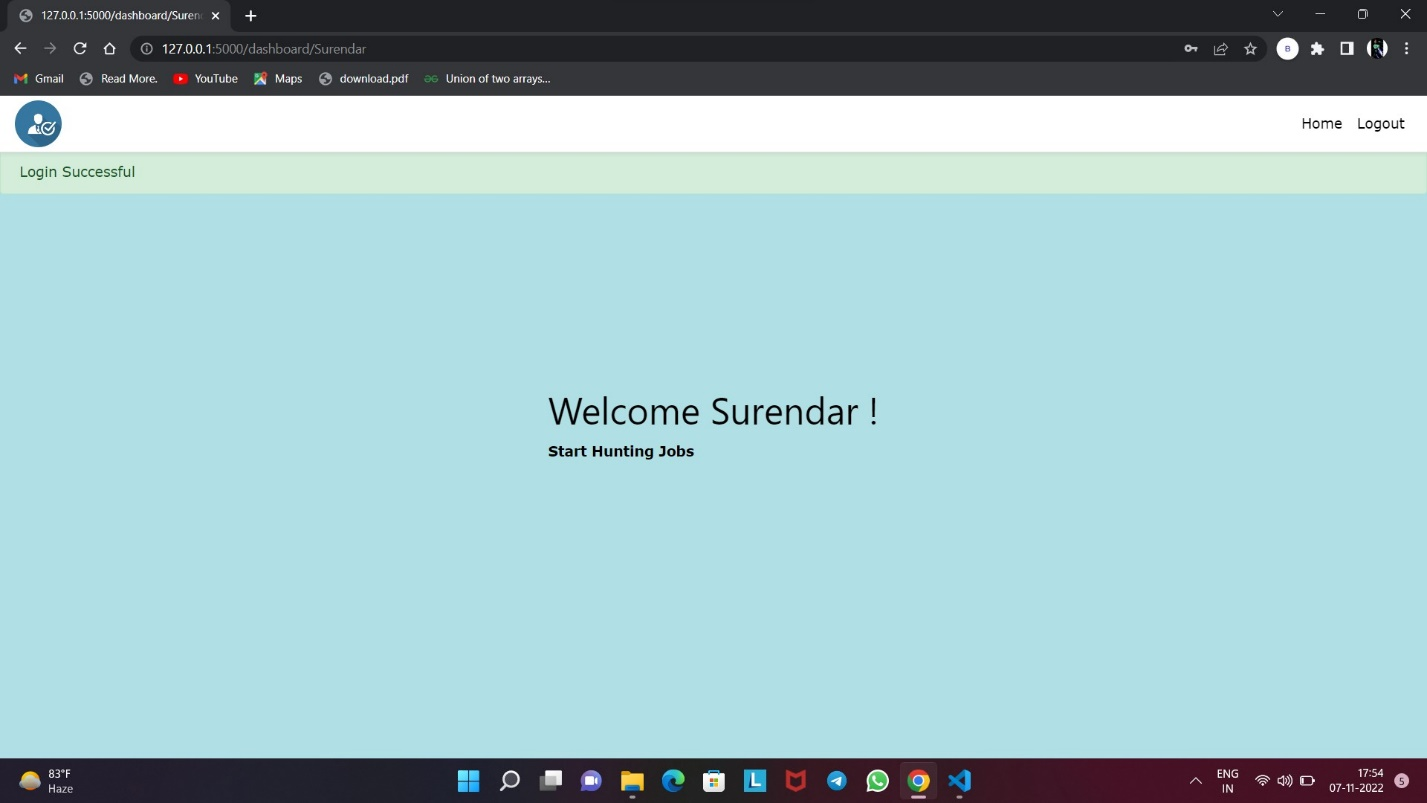 127.0.0.1:5000/dashboard/Suren
127.0.0.1:5000/dashboard/Surendar
B
Gmail Read More. YouTube Maps download.pdf Union of two arrays...
Home Logout
Login Successful
Welcome Surendar !
Start Hunting Jobs
83°F
Haze
L
ENG
IN
17:54
07-11-2022
5